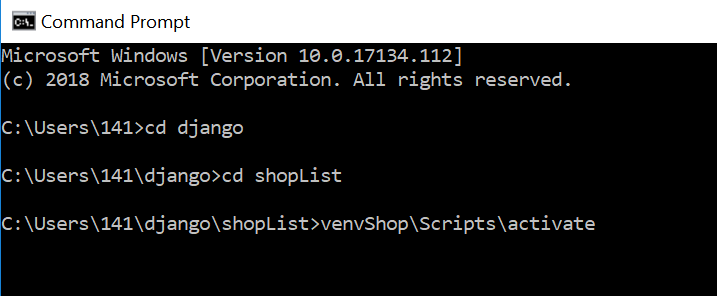 Command Prompt
Microsoft Windows [Version 10.0.17134.112]
(c) 2018 Microsoft Corporation. All rights reserved.
C:\Users\141>cd django
C:\Users\141\django>cd shopList
C:\Users\141\django\shopList>venvShop\Scripts\activate